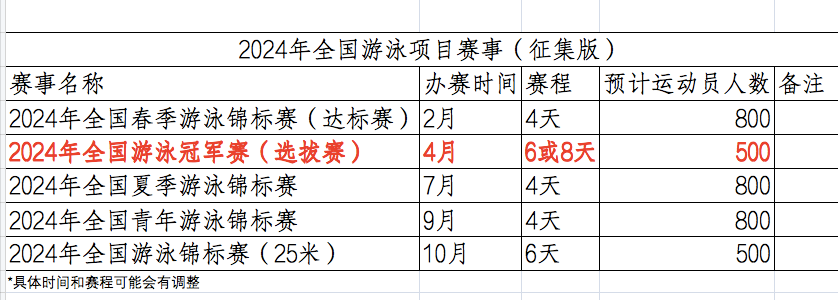 2024年全国游泳项目赛事（征集版）
赛事名称 办赛时间 赛程 预计运动员人数 备注
2024年全国春季游泳锦标赛（达标赛） 2月 4天 800
2024年全国游泳冠军赛（选拔赛） 4月 6或8天 500
2024年全国夏季游泳锦标赛 7月 4天 800
2024年全国青年游泳锦标赛 9月 4天 800
2024年全国游泳锦标赛（25米） 10月 6天 500
*具体时间和赛程可能会有调整